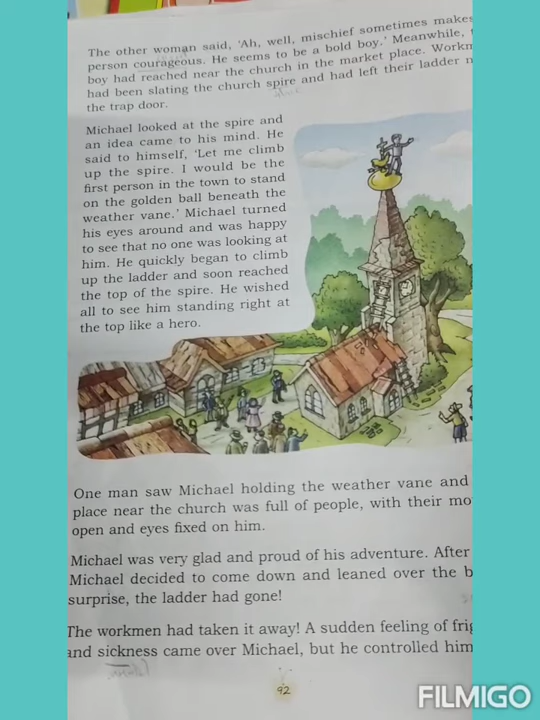 The other woman said, 'Ah, well, mischief sometimes makes
person courageous. He seems to be a bold boy.' Meanwhile,
boy had reached near the church in the market place. Workm
had been slating the church spire and had left their ladder n
the trap door.
Michael looked at the spire and
an idea came to his mind. He
said to himself, 'Let me climb
up the spire. I would be the
first person in the town to stand
on the golden ball beneath the
weather vane.' Michael turned
his eyes around and was happy
to see that no one was looking at
him. He quickly began to climb
up the ladder and soon reached
the top of the spire. He wished
all to see him standing right at
the top like a hero.
One man saw Michael holding the weather vane and
place near the church was full of people, with their mo
open and eyes fixed on him.
Michael was very glad and proud of his adventure. After
Michael decided to come down and leaned over the b
surprise, the ladder had gone!
The workmen had taken it away! A sudden feeling of frig
and sickness came over Michael, but he controlled him
92
FILMIGO